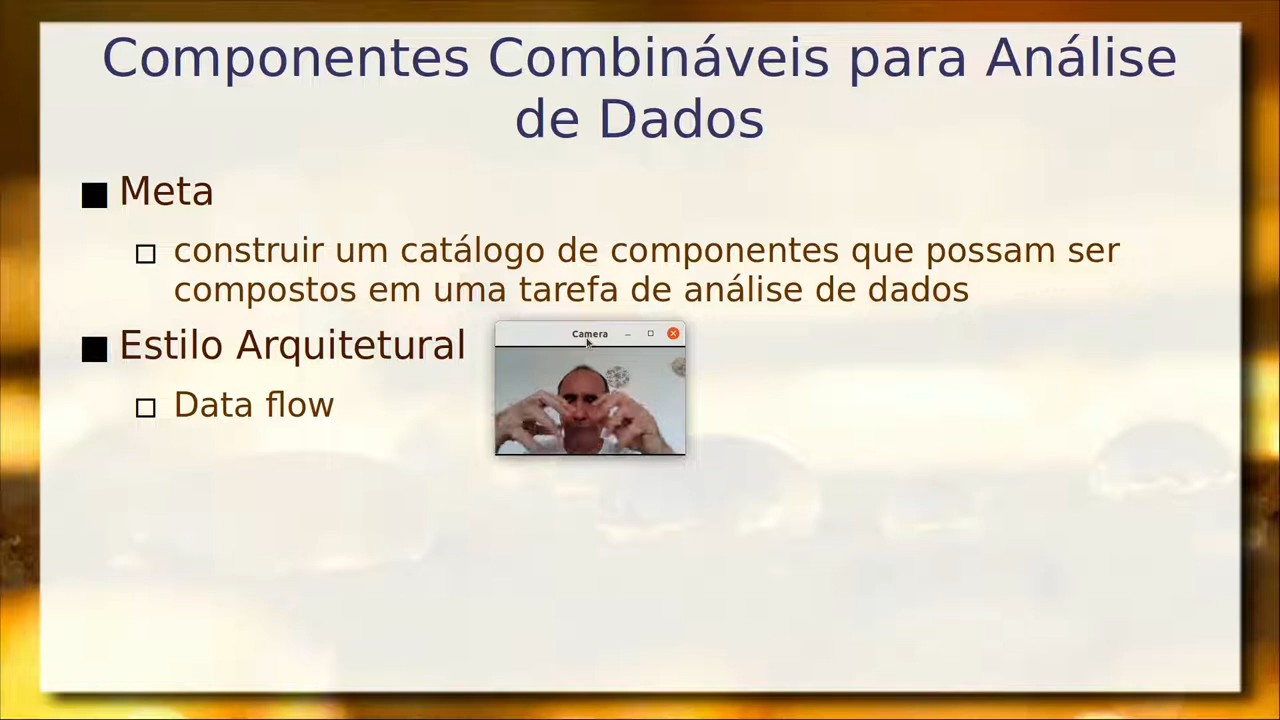 Componentes Combináveis para Análise
de Dados
Meta
construir um catálogo de componentes que possam ser
compostos em uma tarefa de análise de dados
Estilo Arquitetural
Camera
Data flow